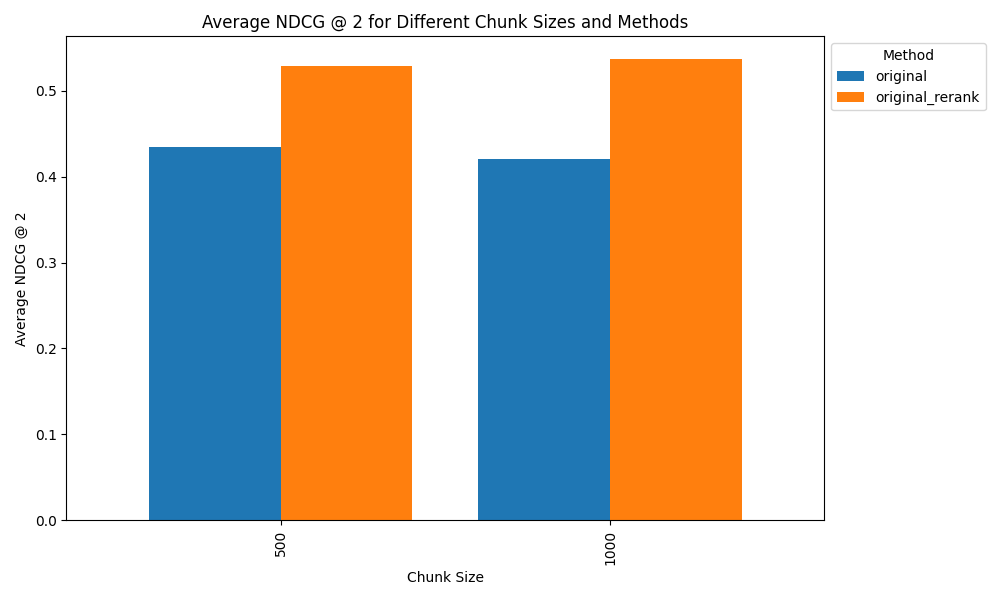 Average NDCG @ 2 for Different Chunk Sizes and Methods
Method
original
original_rerank
Average NDCG @ 2
0.5
0.4
0.3
0.2
0.1
0.0
500
1000
Chunk Size